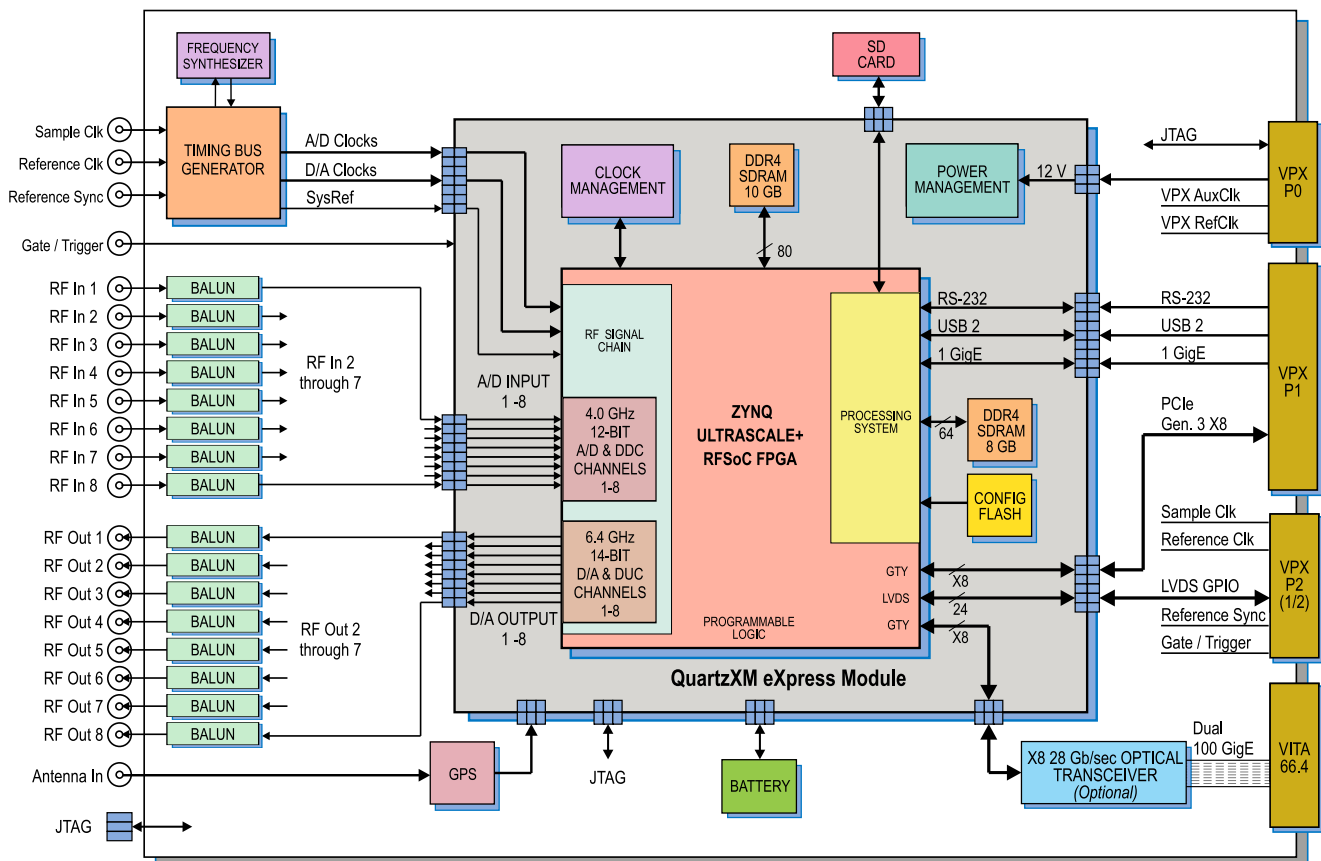 FREQUENCY
SYNTHESIZER
SD
CARD
Sample Clk
Reference Clk
Reference Sync
TIMING BUS
GENERATOR
A/D Clocks
D/A Clocks
SysRef
Gate / Trigger
CLOCK
MANAGEMENT
DDR4
SDRAM
10 GB
80
POWER
MANAGEMENT
12 V
JTAG
VPX AuxClk
VPX RefClk
VPX
P0
RF In 1
BALUN
RF In 2
BALUN
RF In 3
BALUN
RF In 4
BALUN
RF In 5
BALUN
RF In 6
BALUN
RF In 7
BALUN
RF In 8
BALUN
RF In 2
through 7
A/D INPUT
1 -8
RF SIGNAL
CHAIN
4.0 GHz
12-BIT
A/D & DDC
CHANNELS
1-8
6.4 GHz
14-BIT
D/A & DUC
CHANNELS
1-8
D/A OUTPUT
1 -8
ZYNQ
ULTRASCALE+
RFSoC FPGA
PROGRAMMABLE
LOGIC
PROCESSING
SYSTEM
RS-232
USB 2
1 GigE
RS-232
USB 2
1 GigE
VPX
P1
64
DDR4
SDRAM
8 GB
CONFIG
FLASH
PCIe
Gen. 3 X8
GTY
X8
LVDS
24
GTY
X8
Sample Clk
Reference Clk
LVDS GPIO
Reference Sync
Gate / Trigger
VPX
P2
(1/2)
QuartzXM eXpress Module
RF Out 1
BALUN
RF Out 2
BALUN
RF Out 3
BALUN
RF Out 4
BALUN
RF Out 5
BALUN
RF Out 6
BALUN
RF Out 7
BALUN
RF Out 8
BALUN
RF Out 2
through 7
Antenna In
GPS
JTAG
BATTERY
X8 28 Gb/sec OPTICAL
TRANSCEIVER
(Optional)
Dual
100 GigE
VITA
66.4
JTAG